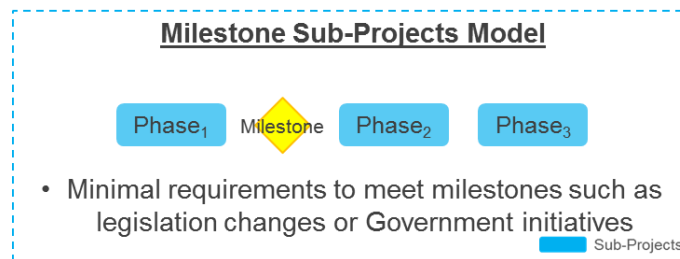 Milestone Sub-Projects Model
Phase₁ Milestone Phase₂ Phase₃
• Minimal requirements to meet milestones such as
legislation changes or Government initiatives
Sub-Projects